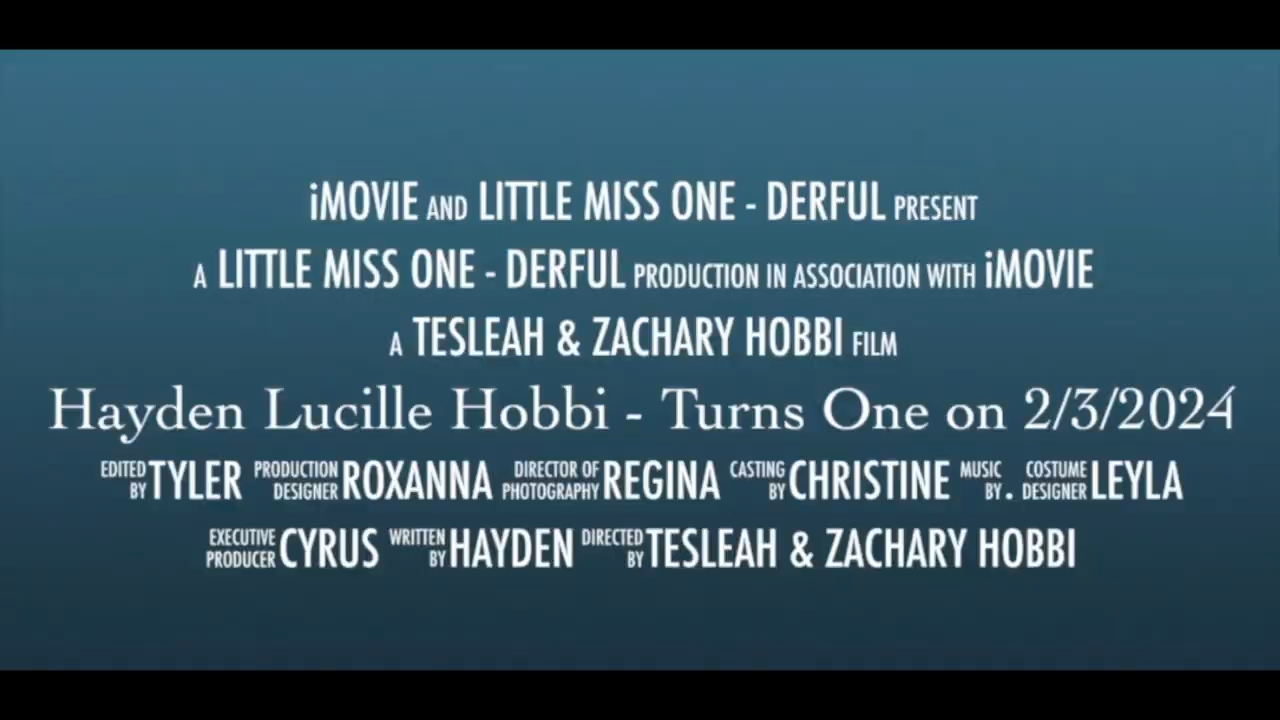 iMOVIE AND LITTLE MISS ONE - DERFUL PRESENT
A LITTLE MISS ONE - DERFUL PRODUCTION IN ASSOCIATION WITH iMOVIE
A TESLEAH & ZACHARY HOBBI FILM
Hayden Lucille Hobbi - Turns One on 2/3/2024
EDITED BY TYLER PRODUCTION DESIGNER ROXANNA DIRECTOR OF PHOTOGRAPHY REGINA CASTING BY CHRISTINE MUSIC BY . COSTUME DESIGNER LEYLA
EXECUTIVE PRODUCER CYRUS WRITTEN BY HAYDEN DIRECTED BY TESLEAH & ZACHARY HOBBI